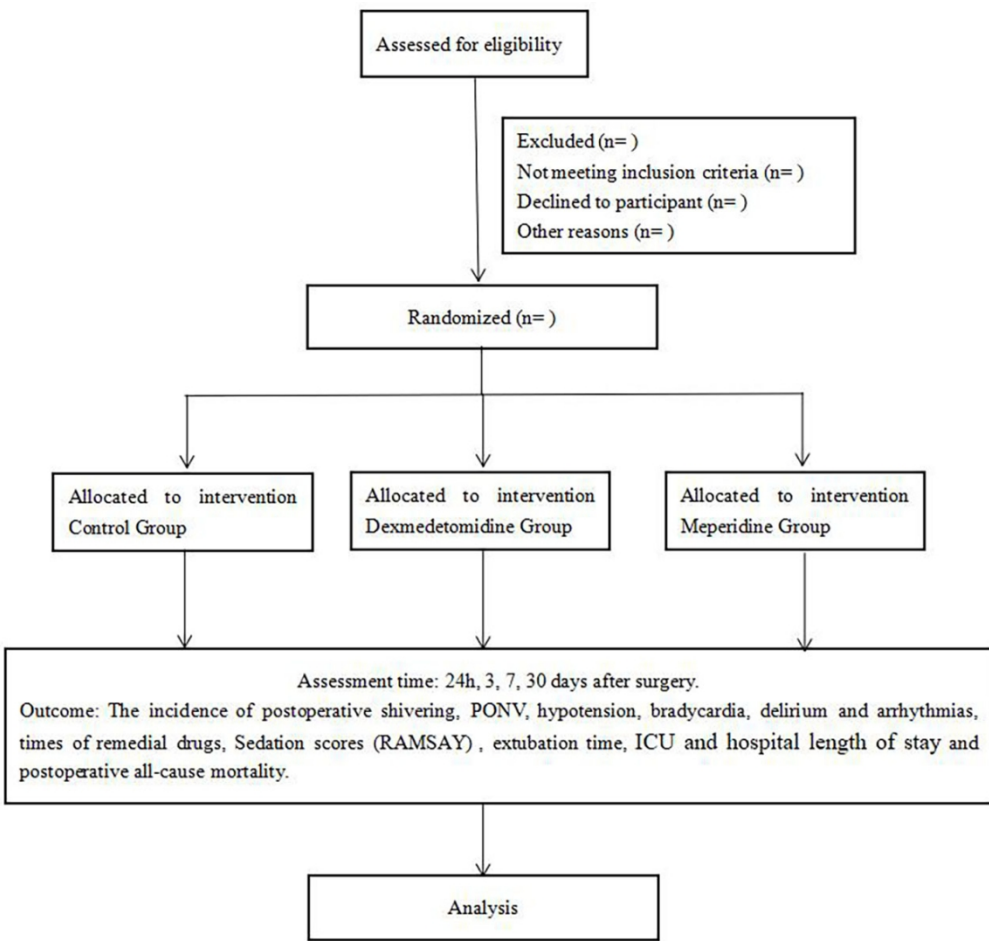 Assessed for eligibility
Excluded (n= )
Not meeting inclusion criteria (n= )
Declined to participant (n= )
Other reasons (n= )
Randomized (n= )
Allocated to intervention
Control Group
Allocated to intervention
Dexmedetomidine Group
Allocated to intervention
Meperidine Group
Assessment time: 24h, 3, 7, 30 days after surgery.
Outcome: The incidence of postoperative shivering, PONV, hypotension, bradycardia, delirium and arrhythmias,
times of remedial drugs, Sedation scores (RAMSAY) , extubation time, ICU and hospital length of stay and
postoperative all-cause mortality.
Analysis